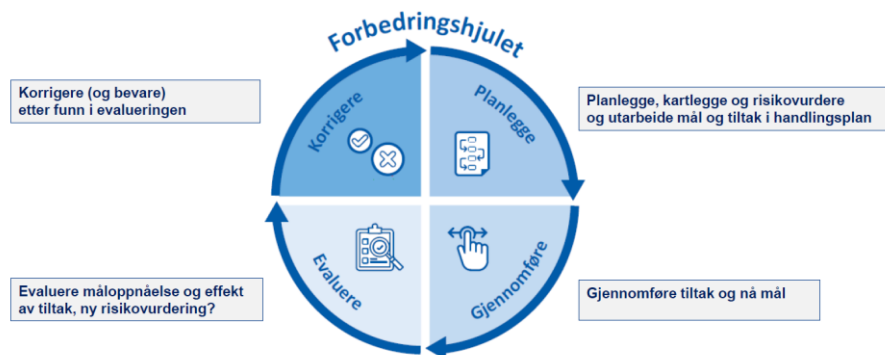 Forbedringshjulet
Korrigere (og bevare)
etter funn i evalueringen
Korrigere
Planlegge
Planlegge, kartlegge og risikovurdere
og utarbeide mål og tiltak i handlingsplan
Evaluere måloppnåelse og effekt
av tiltak, ny risikovurdering?
Evaluere
Gjennomføre
Gjennomføre tiltak og nå mål